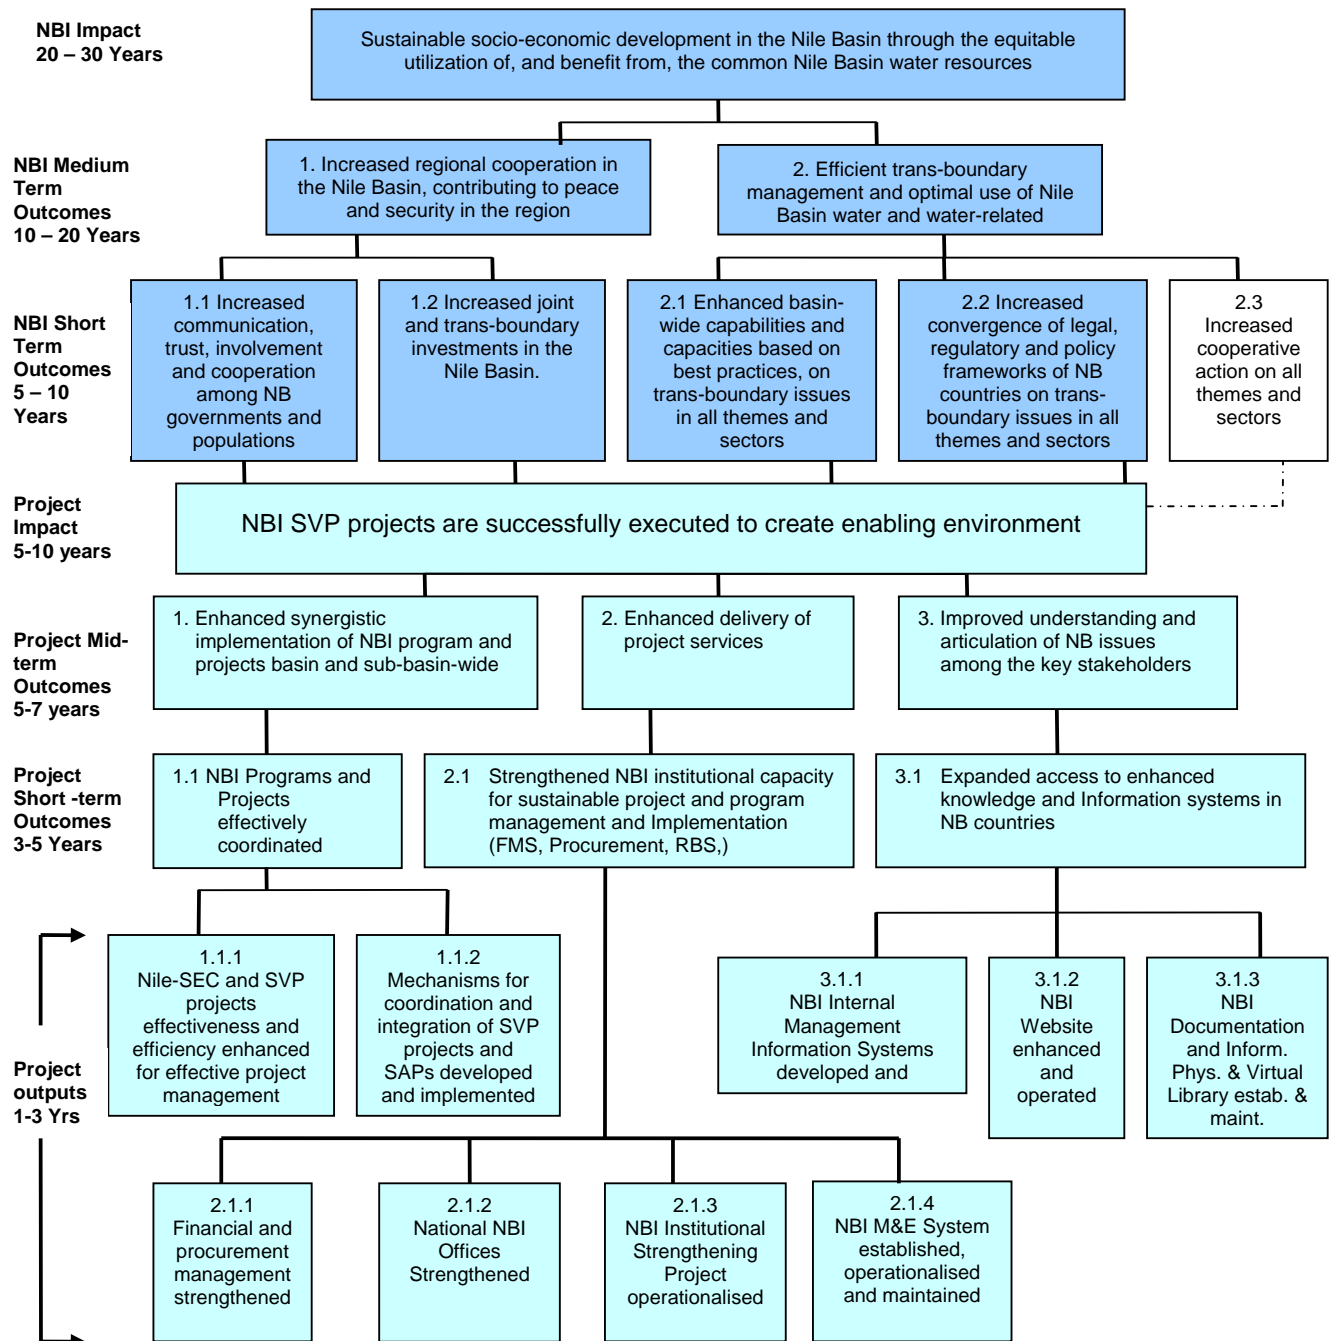 NBI Impact
20 – 30 Years
Sustainable socio-economic development in the Nile Basin through the equitable
utilization of, and benefit from, the common Nile Basin water resources
NBI Medium
Term
Outcomes
10 – 20 Years
1. Increased regional cooperation in
the Nile Basin, contributing to peace
and security in the region
2. Efficient trans-boundary
management and optimal use of Nile
Basin water and water-related
NBI Short
Term
Outcomes
5 – 10
Years
1.1 Increased
communication,
trust, involvement
and cooperation
among NB
governments and
populations
1.2 Increased joint
and trans-boundary
investments in the
Nile Basin.
2.1 Enhanced basin-
wide capabilities and
capacities based on
best practices, on
trans-boundary issues
in all themes and
sectors
2.2 Increased
convergence of legal,
regulatory and policy
frameworks of NB
countries on trans-
boundary issues in all
themes and sectors
2.3
Increased
cooperative
action on all
themes and
sectors
Project
Impact
5-10 years
NBI SVP projects are successfully executed to create enabling environment
Project Mid-
term
Outcomes
5-7 years
1. Enhanced synergistic
implementation of NBI program and
projects basin and sub-basin-wide
2. Enhanced delivery of
project services
3. Improved understanding and
articulation of NB issues
among the key stakeholders
Project
Short -term
Outcomes
3-5 Years
1.1 NBI Programs and
Projects
effectively
coordinated
2.1 Strengthened NBI institutional capacity
for sustainable project and program
management and Implementation
(FMS, Procurement, RBS,)
3.1 Expanded access to enhanced
knowledge and Information systems in
NB countries
Project
outputs
1-3 Yrs
1.1.1
Nile-SEC and SVP
projects
effectiveness and
efficiency enhanced
for effective project
management
1.1.2
Mechanisms for
coordination and
integration of SVP
projects and
SAPs developed
and implemented
3.1.1
NBI Internal
Management
Information Systems
developed and
3.1.2
NBI
Website
enhanced
and
operated
3.1.3
NBI
Documentation
and Inform.
Phys. & Virtual
Library estab. &
maint.
2.1.1
Financial and
procurement
management
strengthened
2.1.2
National NBI
Offices
Strengthened
2.1.3
NBI Institutional
Strengthening
Project
operationalised
2.1.4
NBI M&E System
established,
operationalised
and maintained